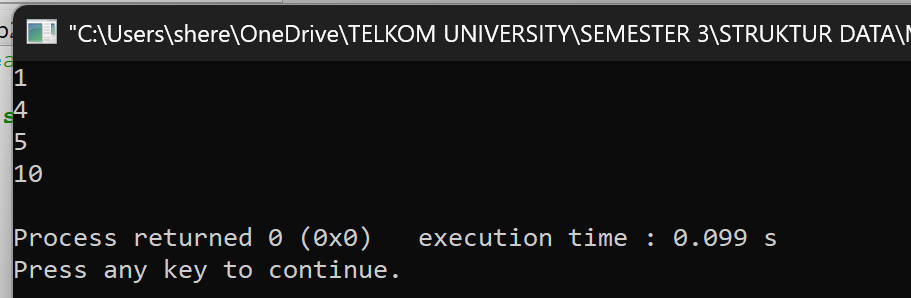 "C:\Users\shere\OneDrive\TELKOM UNIVERSITY\SEMESTER 3\STRUKTUR DATA\
1
4
5
10
Process returned 0 (0x0)   execution time : 0.099 s
Press any key to continue.